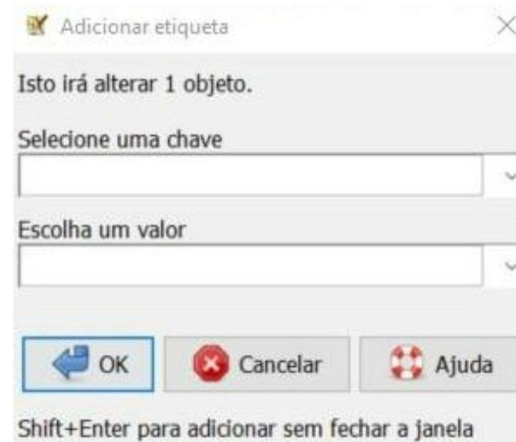 Adicionar etiqueta
Isto irá alterar 1 objeto.
Selecione uma chave
Escolha um valor
OK Cancelar Ajuda
Shift+Enter para adicionar sem fechar a janela